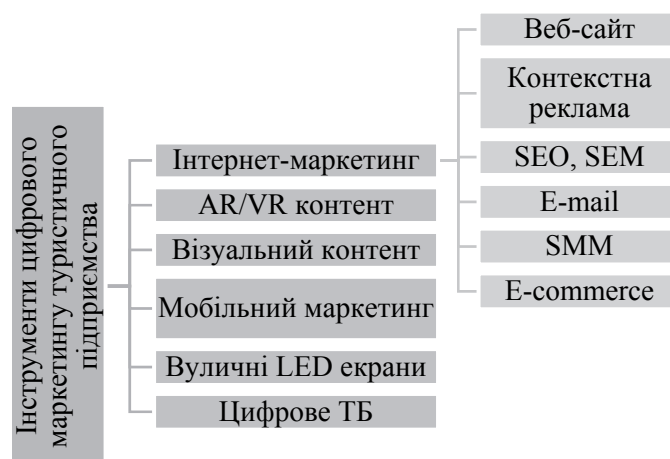 Інструменти цифрового
маркетингу туристичного
підприємства
Інтернет-маркетинг
AR/VR контент
Візуальний контент
Мобільний маркетинг
Вуличні LED екрани
Цифрове ТБ
Веб-сайт
Контекстна
реклама
SEO, SEM
E-mail
SMM
E-commerce